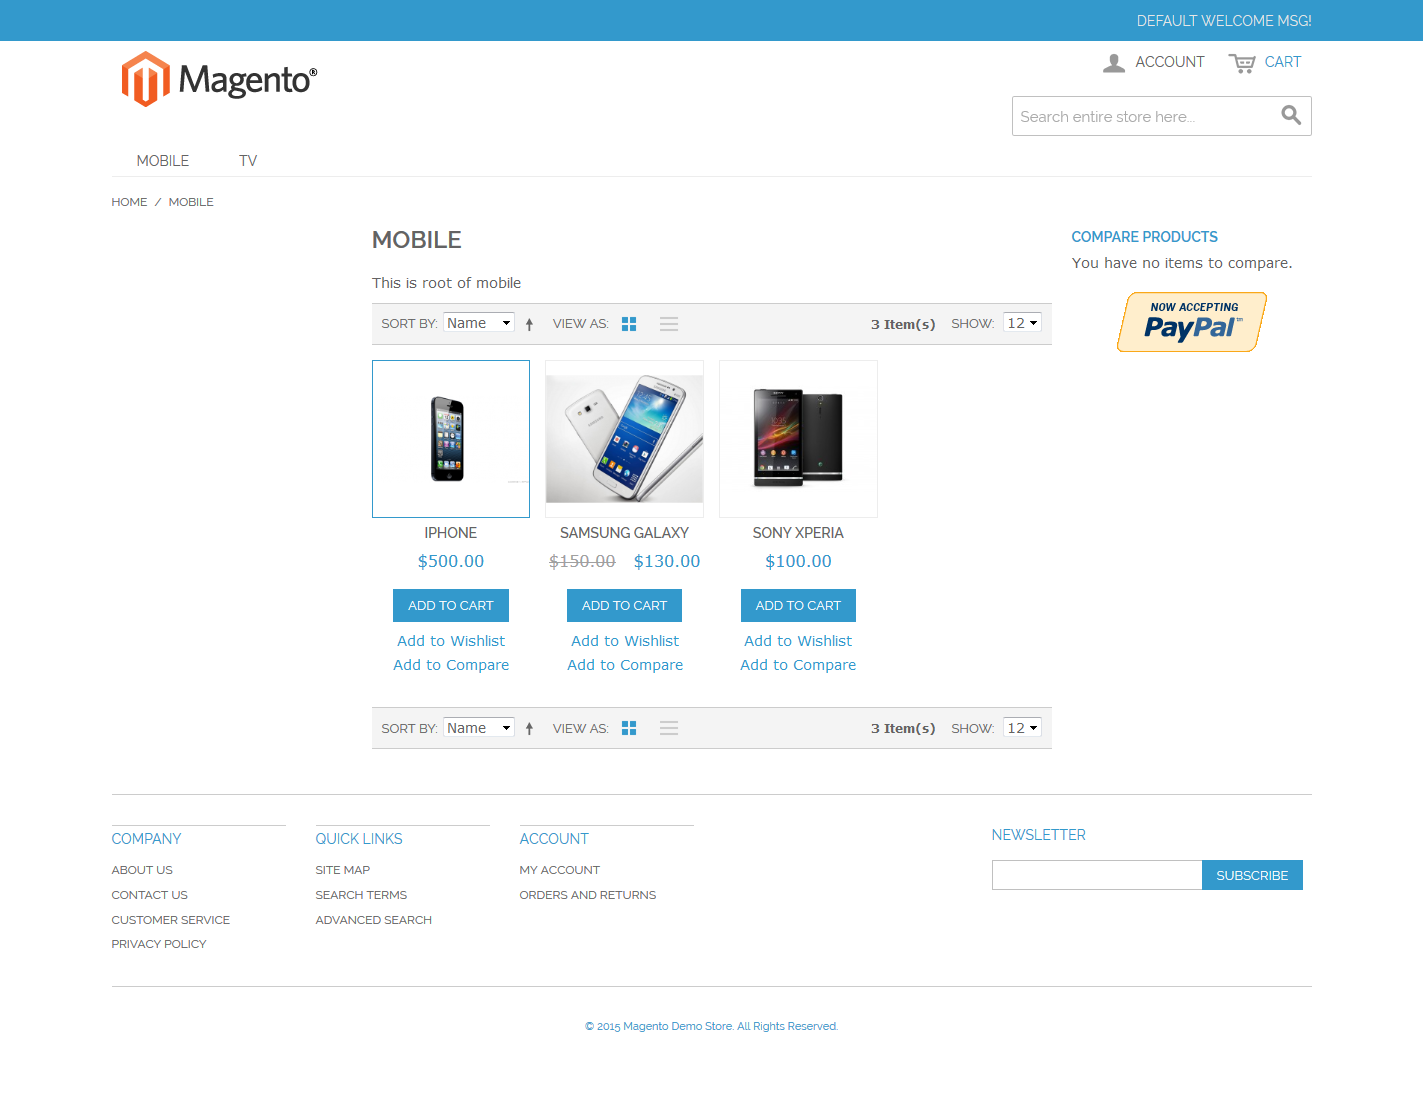 DEFAULT WELCOME MSG!
Magento®
ACCOUNT
CART
Search entire store here...
MOBILE
TV
HOME / MOBILE
MOBILE
This is root of mobile
SORT BY: Name
VIEW AS:
3 Item(s)
SHOW: 12
IPHONE
$500.00
ADD TO CART
Add to Wishlist
Add to Compare
SAMSUNG GALAXY
$150.00 $130.00
ADD TO CART
Add to Wishlist
Add to Compare
SONY XPERIA
$100.00
ADD TO CART
Add to Wishlist
Add to Compare
SORT BY: Name
VIEW AS:
3 Item(s)
SHOW: 12
COMPARE PRODUCTS
You have no items to compare.
NOW ACCEPTING
PayPal™
COMPANY
ABOUT US
CONTACT US
CUSTOMER SERVICE
PRIVACY POLICY
QUICK LINKS
SITE MAP
SEARCH TERMS
ADVANCED SEARCH
ACCOUNT
MY ACCOUNT
ORDERS AND RETURNS
NEWSLETTER
SUBSCRIBE
© 2015 Magento Demo Store. All Rights Reserved.